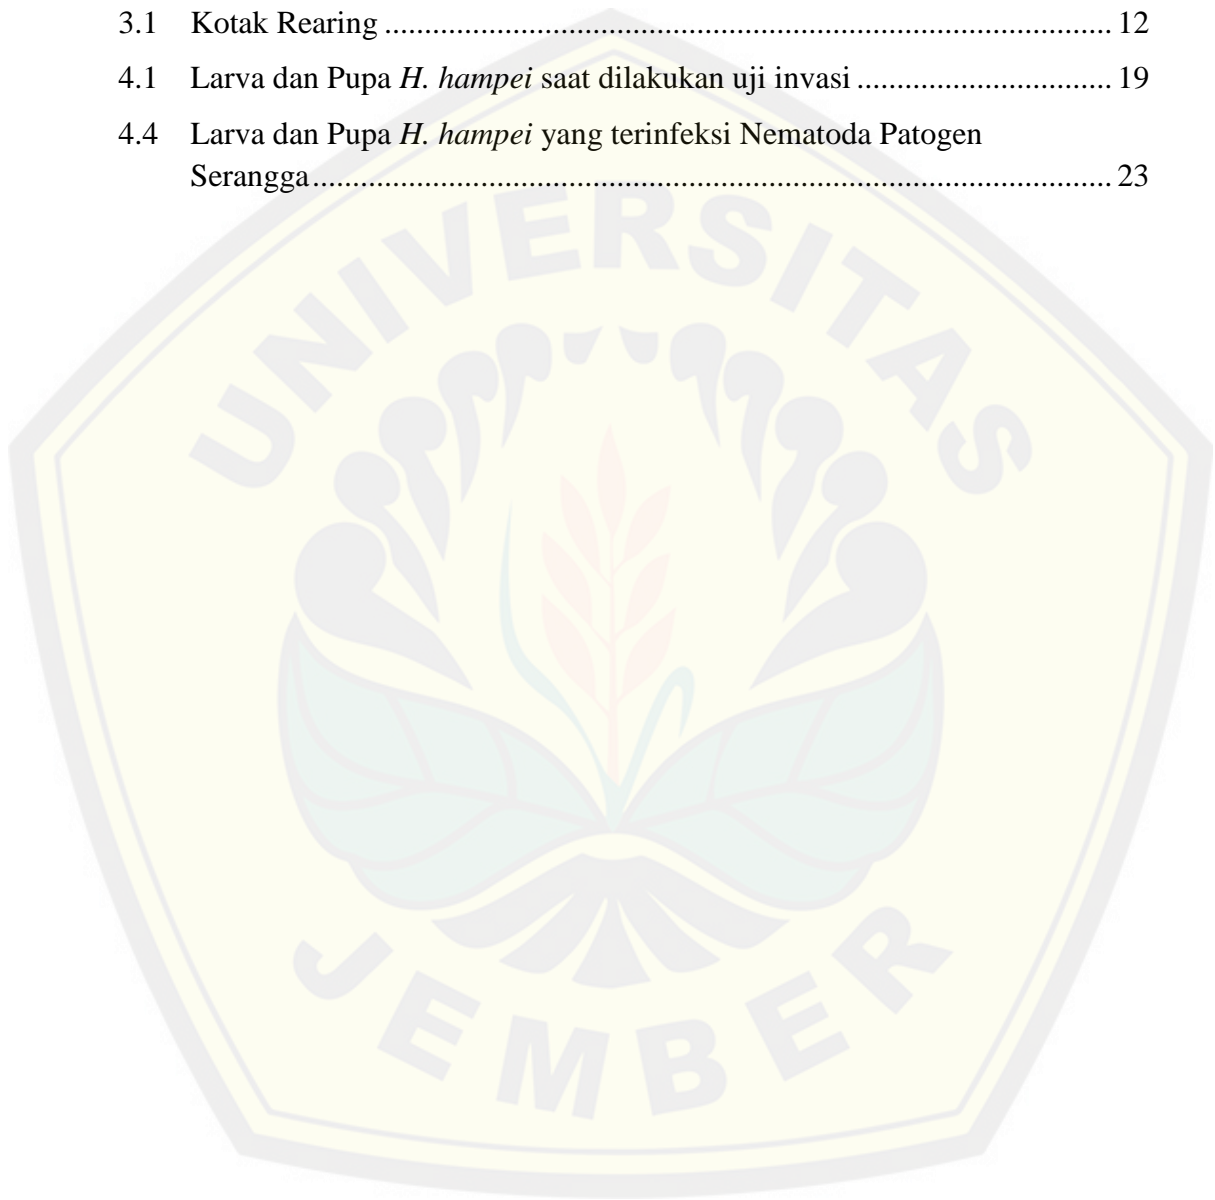 3.1 Kotak Rearing ........................................................................................... 12
4.1 Larva dan Pupa H. hampei saat dilakukan uji invasi ................................ 19
4.4 Larva dan Pupa H. hampei yang terinfeksi Nematoda Patogen
Serangga .................................................................................................... 23
UNIVERSITAS
JEMBER